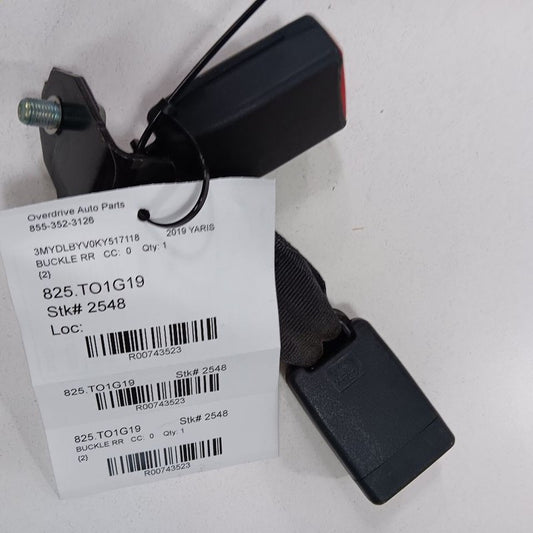 Overdrive Auto Parts
855-352-3126
3MYDLBYV0KY517118 2019 YARIS
BUCKLE RR CC: 0 Qty: 1
(2)
825.TO1G19
Stk# 2548
Loc:
R00743523
825.TO1G19 Stk# 2548
R00743523
825.TO1G19 Stk# 2548
BUCKLE RR CC: 0 Qty: 1
(2)
R00743523